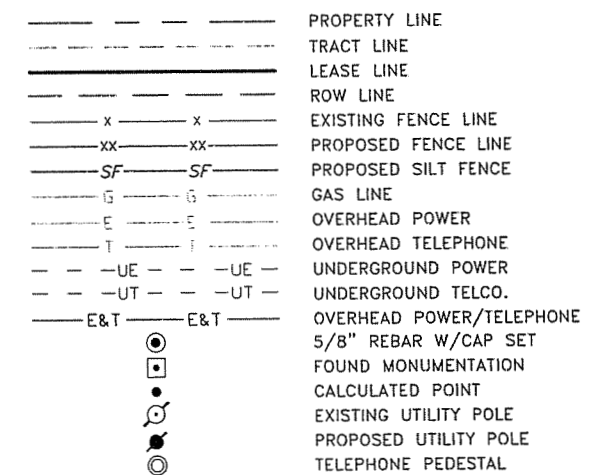 PROPERTY LINE
TRACT LINE
LEASE LINE
ROW LINE
x x EXISTING FENCE LINE
xx xx PROPOSED FENCE LINE
SF SF PROPOSED SILT FENCE
G G GAS LINE
E E OVERHEAD POWER
T T OVERHEAD TELEPHONE
UE UE UNDERGROUND POWER
UT UT UNDERGROUND TELCO.
E&T E&T OVERHEAD POWER/TELEPHONE
5/8" REBAR W/CAP SET
FOUND MONUMENTATION
CALCULATED POINT
EXISTING UTILITY POLE
PROPOSED UTILITY POLE
TELEPHONE PEDESTAL